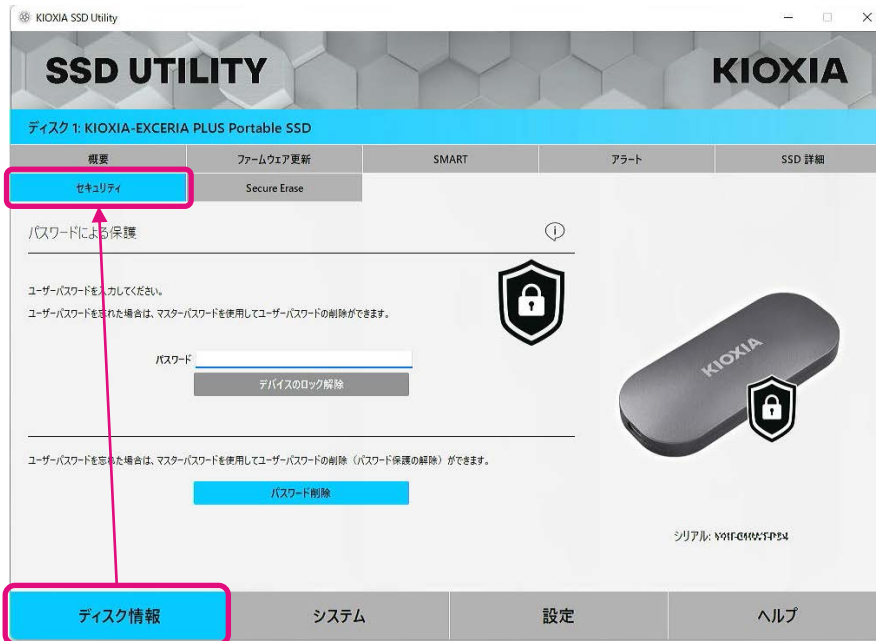 KIOXIA SSD Utility
SSD UTILITY
KIOXIA
ディスク 1: KIOXIA-EXCERIA PLUS Portable SSD
概要
ファームウェア更新
SMART
アラート
SSD 詳細
セキュリティ
Secure Erase
パスワードによる保護
ユーザーパスワードを入力してください。
ユーザーパスワードを忘れた場合は、マスターパスワードを使用してユーザーパスワードの削除ができます。
パスワード
デバイスのロック解除
KIOXIA
ユーザーパスワードを忘れた場合は、マスターパスワードを使用してユーザーパスワードの削除（パスワード保護の解除）ができます。
パスワード削除
シリアル:
ディスク情報
システム
設定
ヘルプ